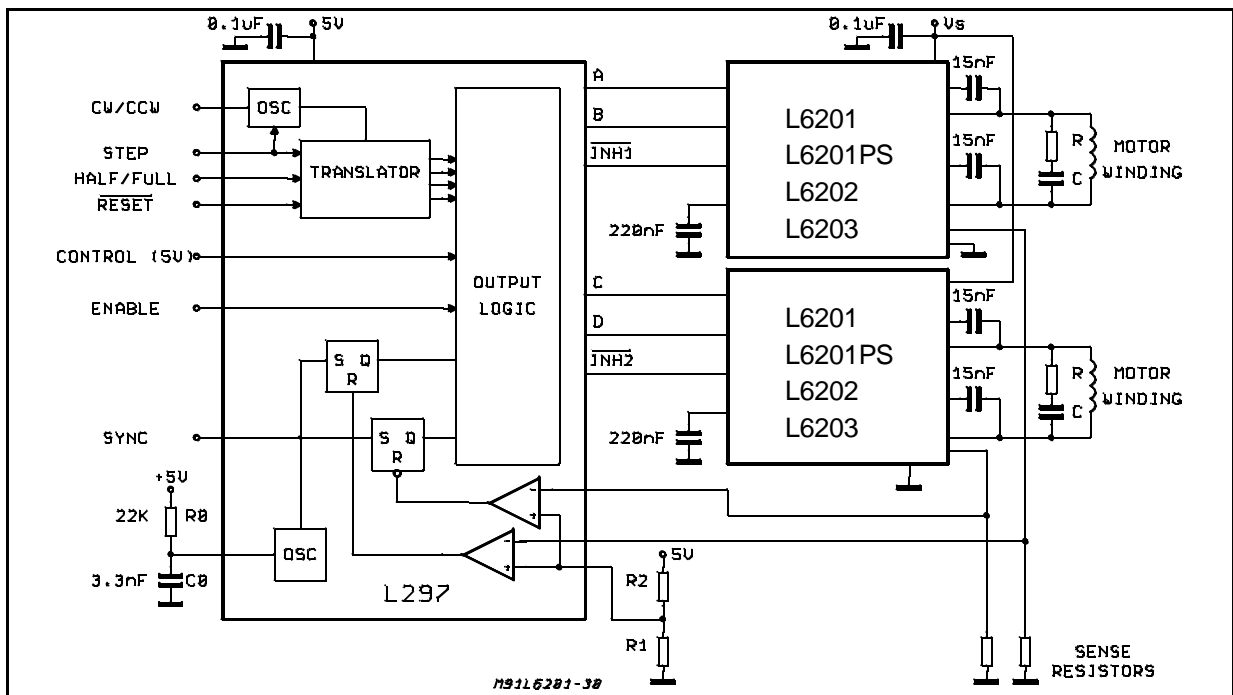 0.1uF
5V
0.1uF
Vs
CW/CCW
OSC
STEP
HALF/FULL
RESET
TRANSLATOR
CONTROL (5V)
ENABLE
SYNC
+5V
22K
R0
3.3nF
C0
OSC
S Q
R
S Q
R
OUTPUT
LOGIC
L297
A
B
INH1
C
D
INH2
220nF
220nF
L6201
L6201PS
L6202
L6203
L6201
L6201PS
L6202
L6203
15nF
15nF
R
C
MOTOR
WINDING
15nF
15nF
R
C
MOTOR
WINDING
-
+
-
+
5V
R2
R1
SENSE
RESISTORS
M91L6201-30